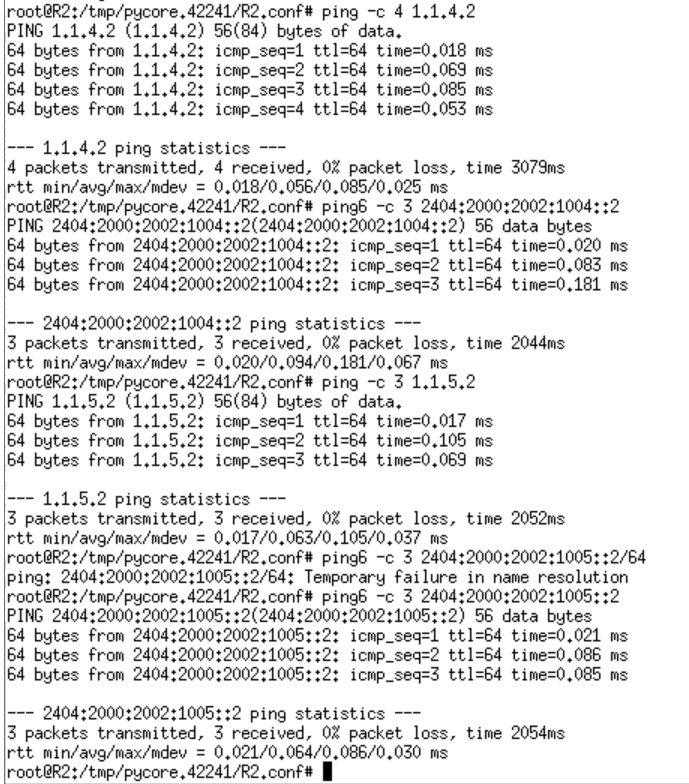 root@R2:/tmp/pycore.42241/R2.conf# ping -c 4 1.1.4.2
PING 1.1.4.2 (1.1.4.2) 56(84) bytes of data.
64 bytes from 1.1.4.2: icmp_seq=1 ttl=64 time=0.018 ms
64 bytes from 1.1.4.2: icmp_seq=2 ttl=64 time=0.069 ms
64 bytes from 1.1.4.2: icmp_seq=3 ttl=64 time=0.085 ms
64 bytes from 1.1.4.2: icmp_seq=4 ttl=64 time=0.053 ms

--- 1.1.4.2 ping statistics ---
4 packets transmitted, 4 received, 0% packet loss, time 3079ms
rtt min/avg/max/mdev = 0.018/0.056/0.085/0.025 ms
root@R2:/tmp/pycore.42241/R2.conf# ping6 -c 3 2404:2000:2002:1004::2
PING 2404:2000:2002:1004::2(2404:2000:2002:1004::2) 56 data bytes
64 bytes from 2404:2000:2002:1004::2: icmp_seq=1 ttl=64 time=0.020 ms
64 bytes from 2404:2000:2002:1004::2: icmp_seq=2 ttl=64 time=0.083 ms
64 bytes from 2404:2000:2002:1004::2: icmp_seq=3 ttl=64 time=0.181 ms

--- 2404:2000:2002:1004::2 ping statistics ---
3 packets transmitted, 3 received, 0% packet loss, time 2044ms
rtt min/avg/max/mdev = 0.020/0.094/0.181/0.067 ms
root@R2:/tmp/pycore.42241/R2.conf# ping -c 3 1.1.5.2
PING 1.1.5.2 (1.1.5.2) 56(84) bytes of data.
64 bytes from 1.1.5.2: icmp_seq=1 ttl=64 time=0.017 ms
64 bytes from 1.1.5.2: icmp_seq=2 ttl=64 time=0.105 ms
64 bytes from 1.1.5.2: icmp_seq=3 ttl=64 time=0.069 ms

--- 1.1.5.2 ping statistics ---
3 packets transmitted, 3 received, 0% packet loss, time 2052ms
rtt min/avg/max/mdev = 0.017/0.063/0.105/0.037 ms
root@R2:/tmp/pycore.42241/R2.conf# ping6 -c 3 2404:2000:2002:1005::2/64
ping: 2404:2000:2002:1005::2/64: Temporary failure in name resolution
root@R2:/tmp/pycore.42241/R2.conf# ping6 -c 3 2404:2000:2002:1005::2
PING 2404:2000:2002:1005::2(2404:2000:2002:1005::2) 56 data bytes
64 bytes from 2404:2000:2002:1005::2: icmp_seq=1 ttl=64 time=0.021 ms
64 bytes from 2404:2000:2002:1005::2: icmp_seq=2 ttl=64 time=0.086 ms
64 bytes from 2404:2000:2002:1005::2: icmp_seq=3 ttl=64 time=0.085 ms

--- 2404:2000:2002:1005::2 ping statistics ---
3 packets transmitted, 3 received, 0% packet loss, time 2054ms
rtt min/avg/max/mdev = 0.021/0.064/0.086/0.030 ms
root@R2:/tmp/pycore.42241/R2.conf#